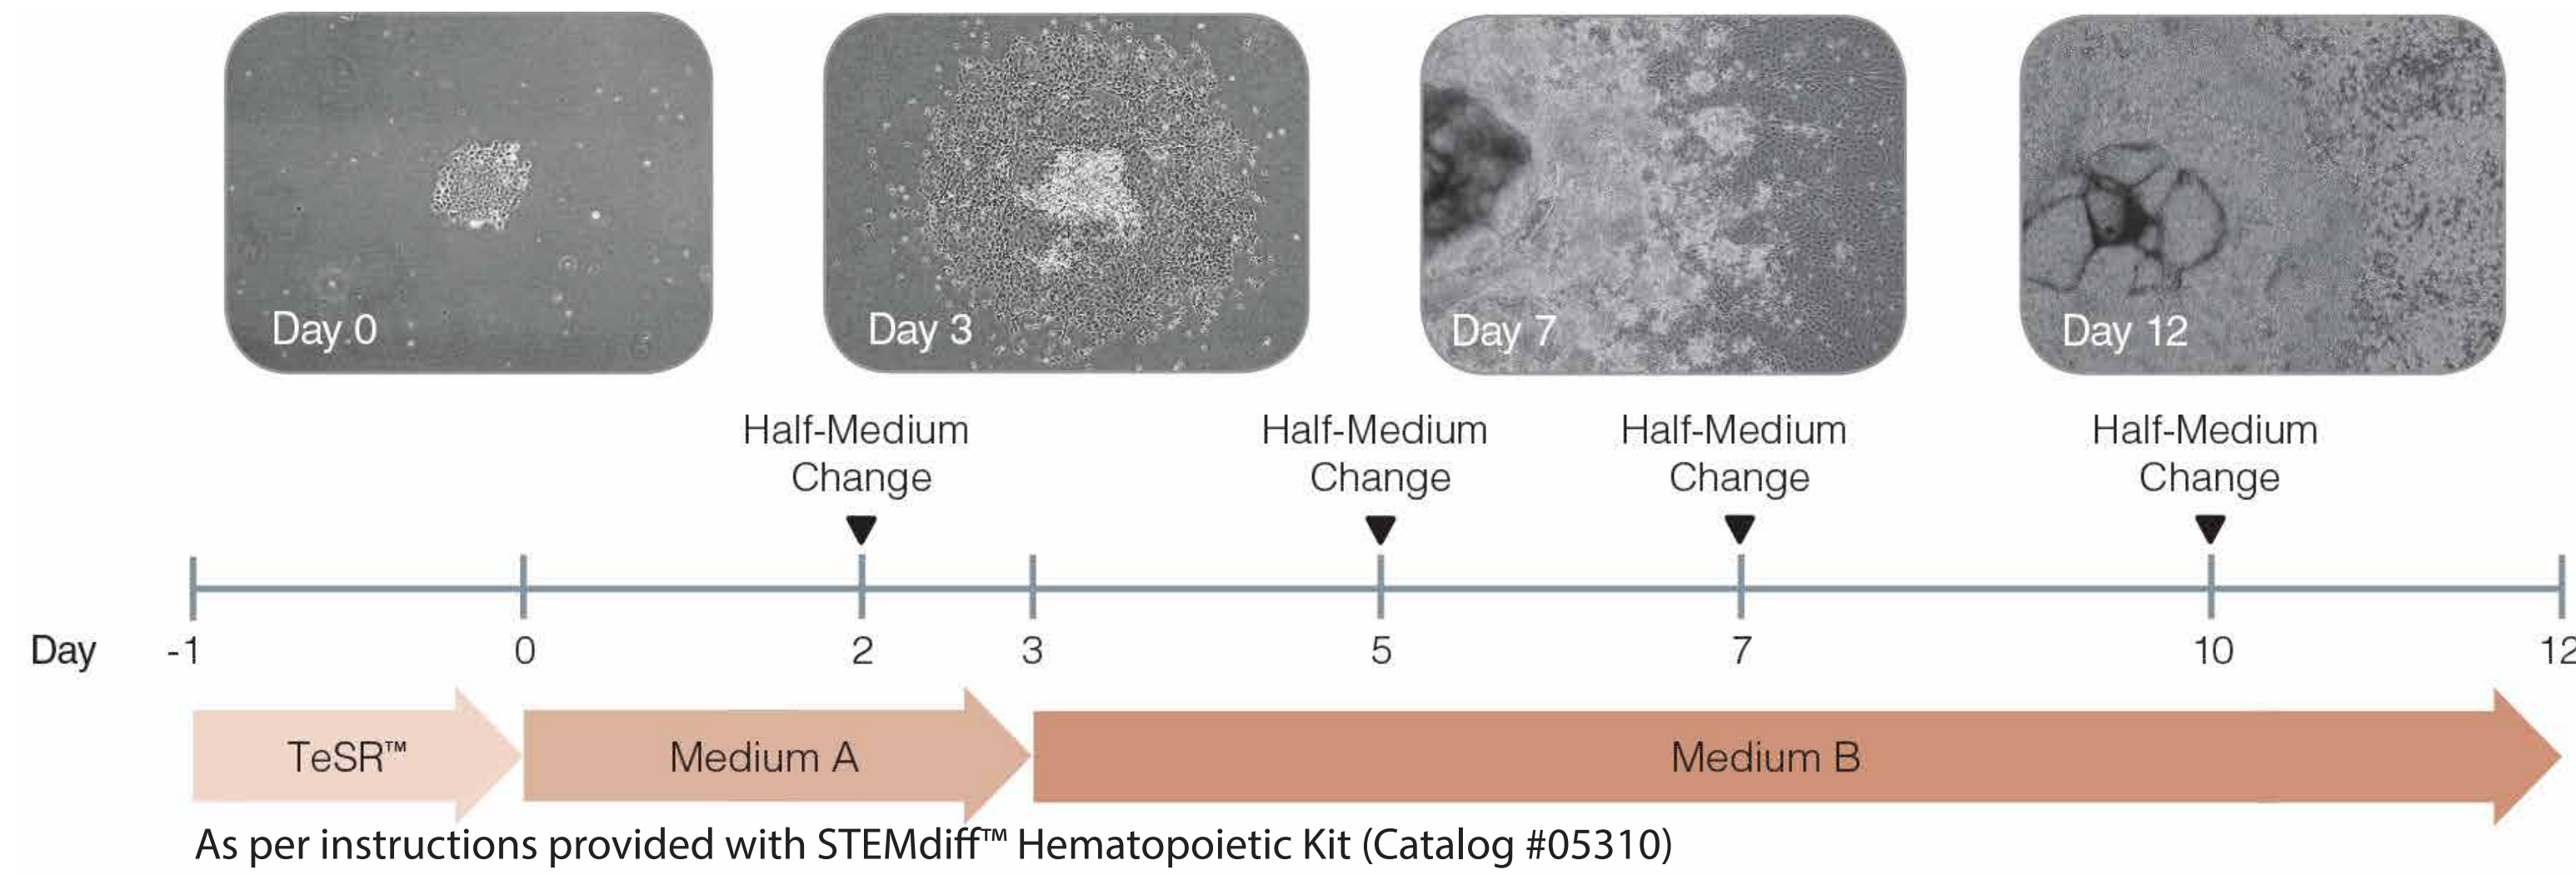 Day 0
Day 3
Day 7
Day 12
Half-Medium
Change
Half-Medium
Change
Half-Medium
Change
Half-Medium
Change
Day -1 0 2 3 5 7 10 12
TeSR™ Medium A Medium B
As per instructions provided with STEMdiff™ Hematopoietic Kit (Catalog #05310)